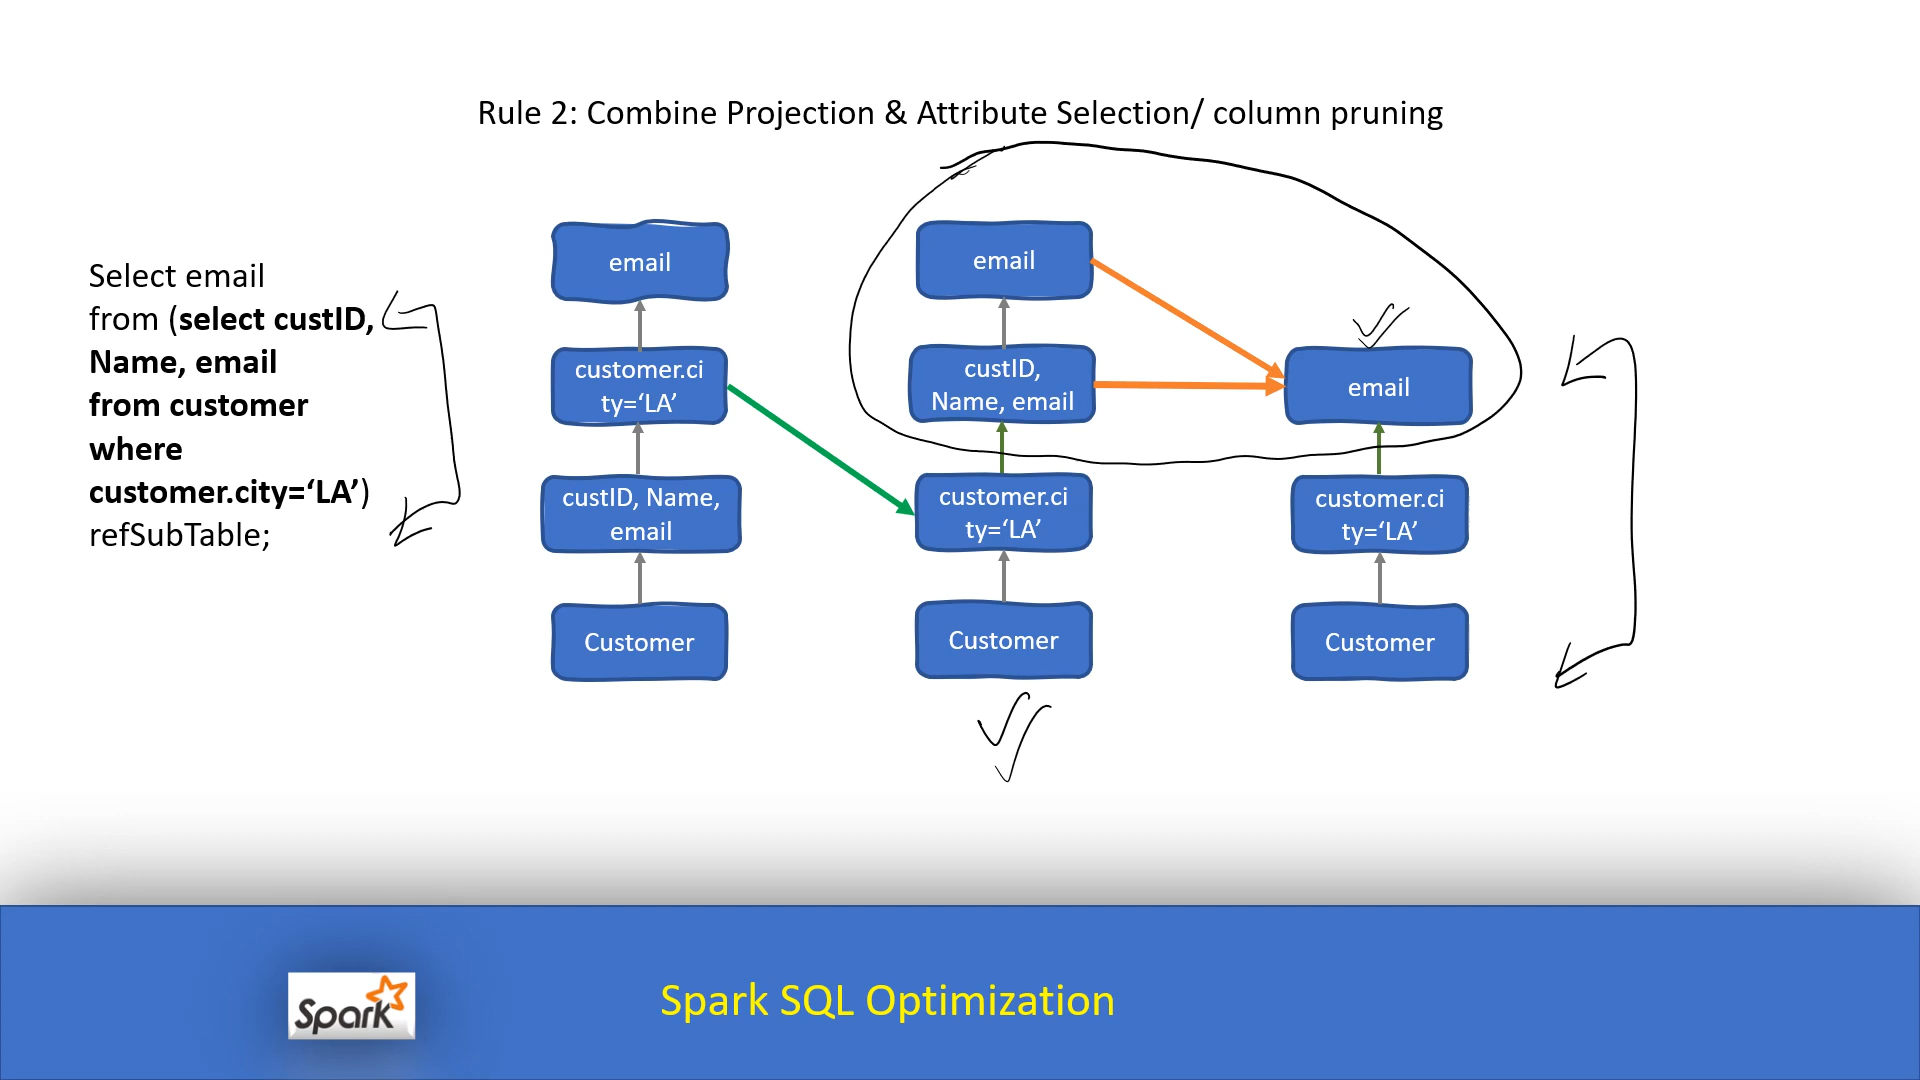 Rule 2: Combine Projection & Attribute Selection/ column pruning
Select email
from (select custID,
Name, email
from customer
where
customer.city=‘LA’)
refSubTable;
email
customer.ci
ty=‘LA’
custID, Name,
email
Customer
email
custID,
Name, email
customer.ci
ty=‘LA’
Customer
email
customer.ci
ty=‘LA’
Customer
Spark
Spark SQL Optimization